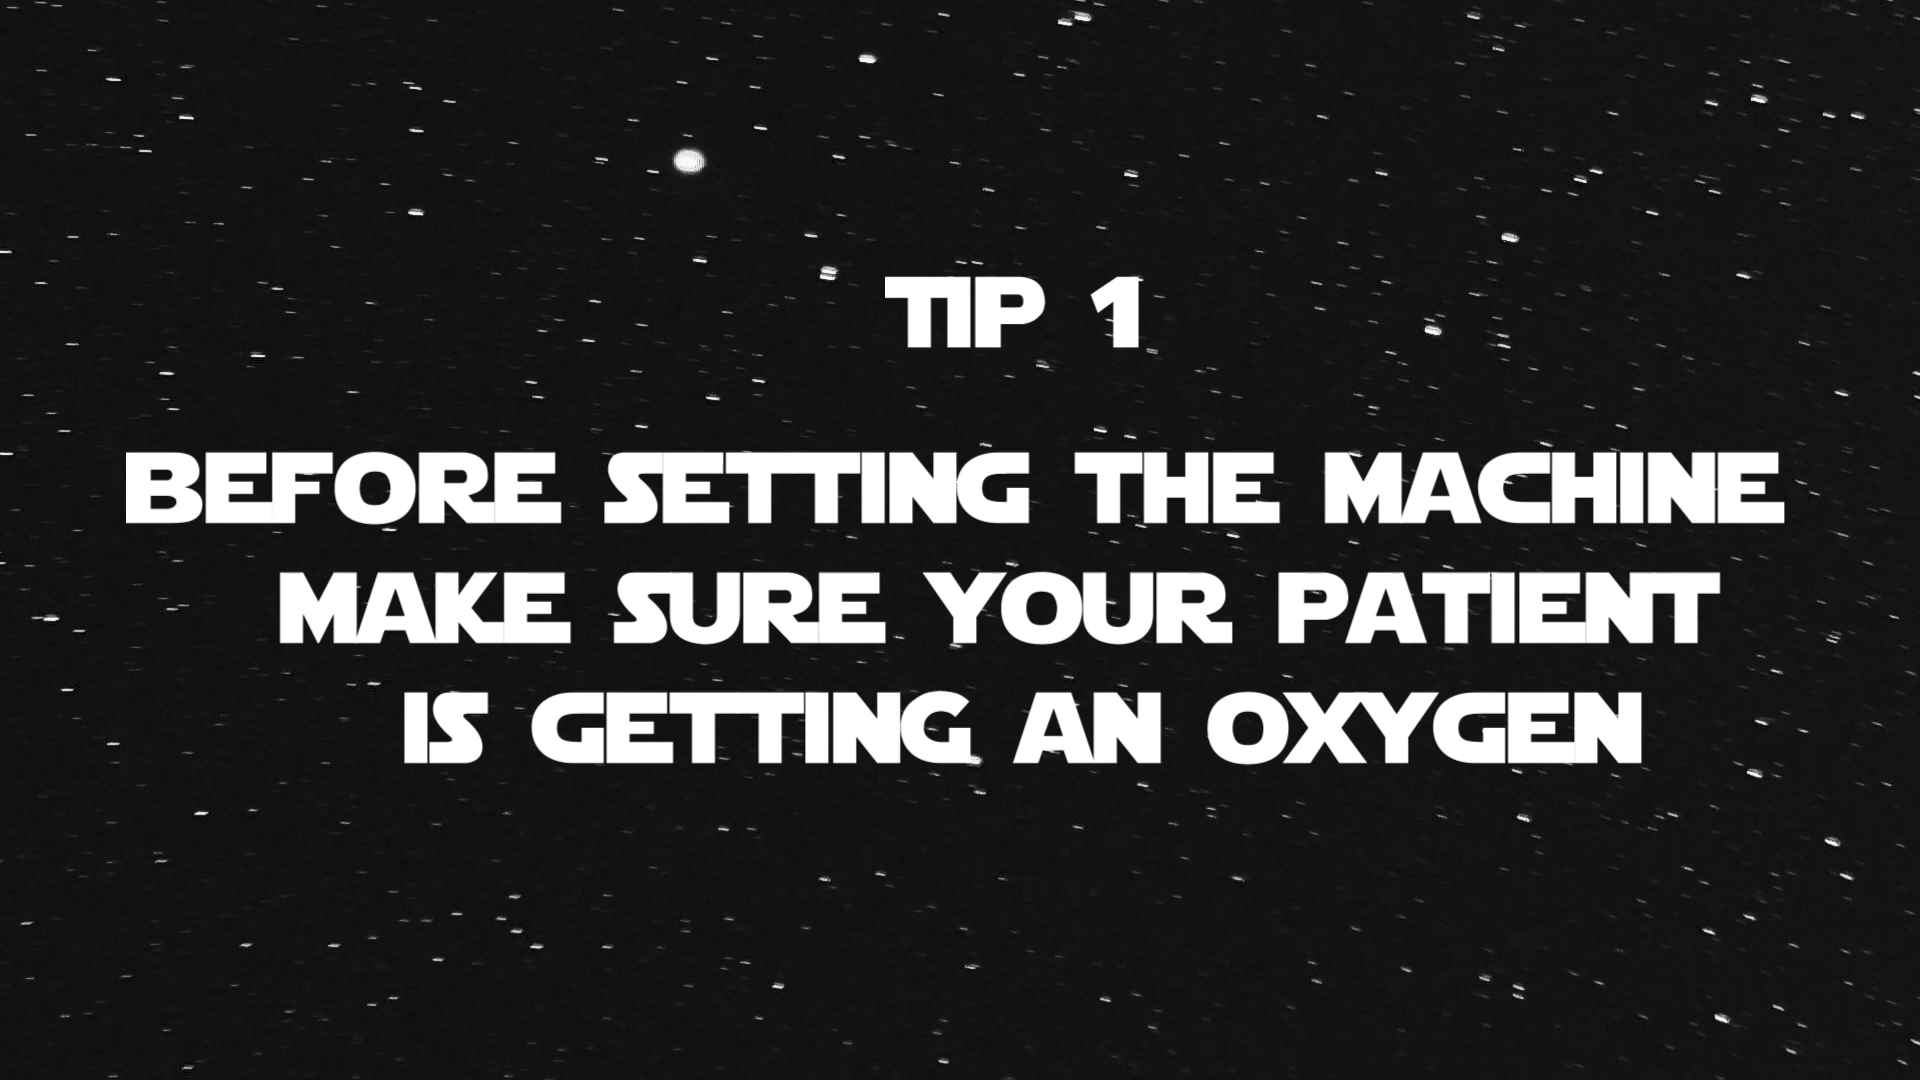 TIP 1
BEFORE SETTING THE MACHINE
MAKE SURE YOUR PATIENT
IS GETTING AN OXYGEN